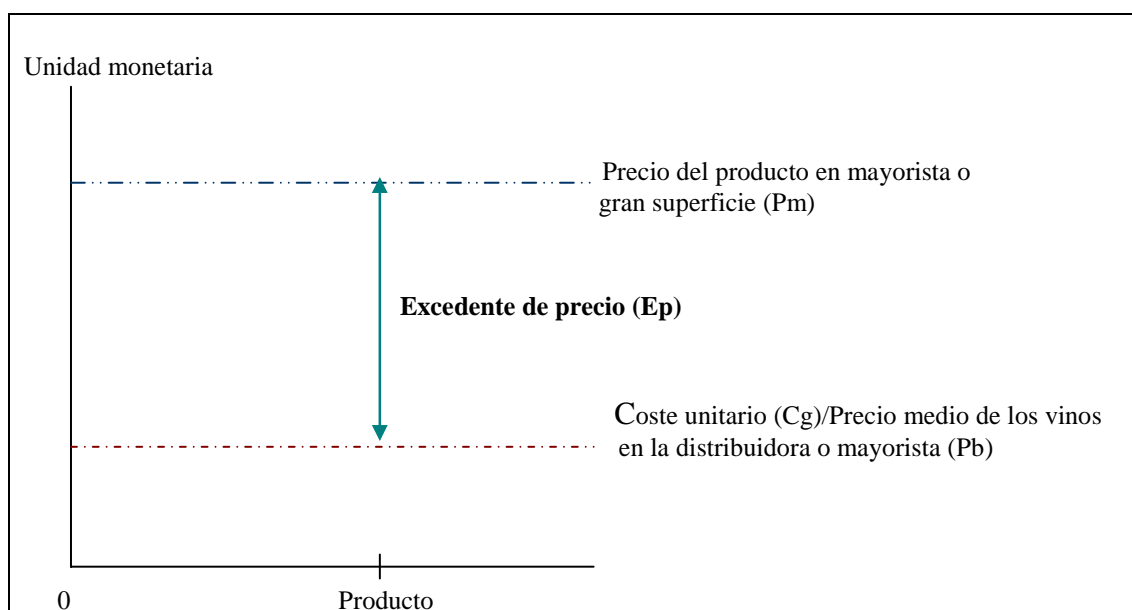 Unidad monetaria
Precio del producto en mayorista o
gran superficie (Pm)
Excedente de precio (Ep)
Coste unitario (Cg)/Precio medio de los vinos
en la distribuidora o mayorista (Pb)
0
Producto